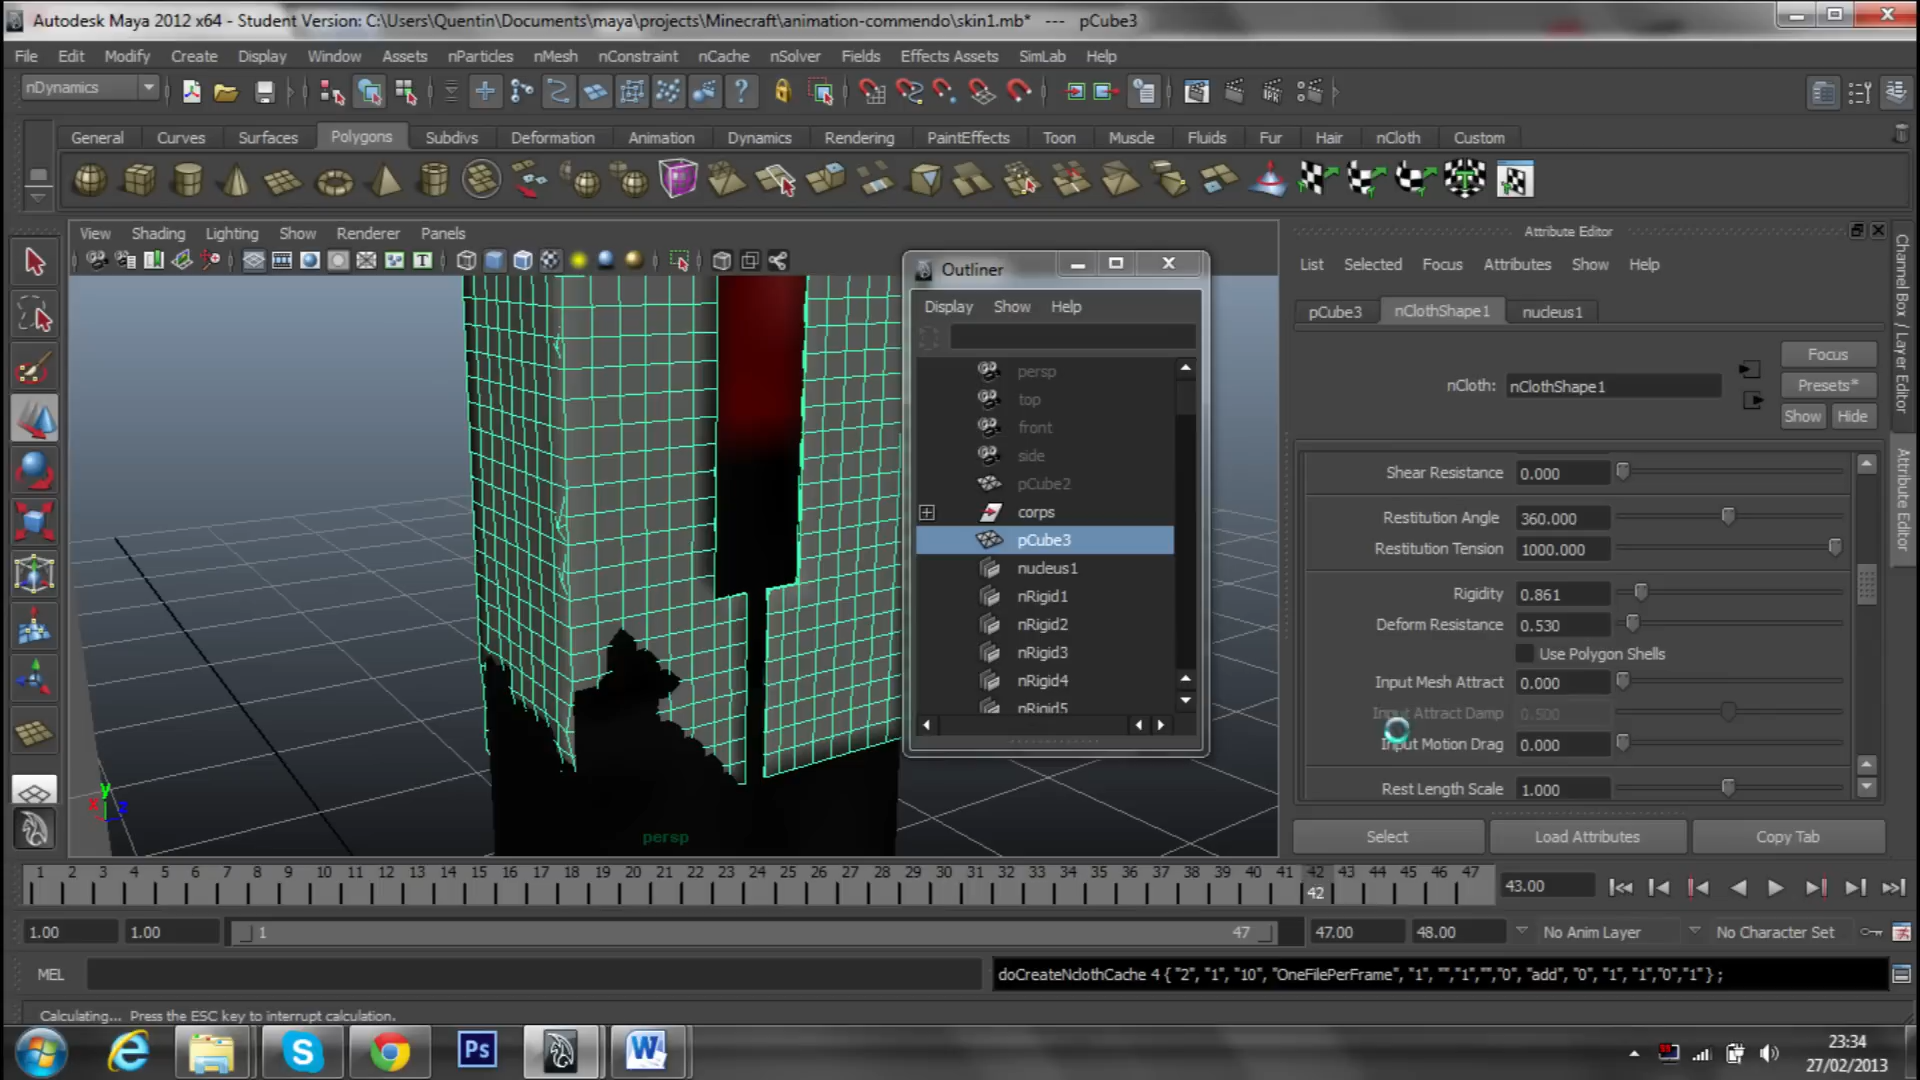 Autodesk Maya 2012 x64 - Student Version: C:\Users\Quentin\Documents\maya\projects\Minecraft\animation-commendo\skin1.mb* --- pCube3
File Edit Modify Create Display Window Assets nParticles nMesh nConstraint nCache nSolver Fields Effects Assets SimLab Help
nDynamics
IPR
General Curves Surfaces Polygons Subdivs Deformation Animation Dynamics Rendering PaintEffects Toon Muscle Fluids Fur Hair nCloth Custom
View Shading Lighting Show Renderer Panels
persp
Outliner
Display Show Help
persp
top
front
side
pCube2
corps
pCube3
nucleus1
nRigid1
nRigid2
nRigid3
nRigid4
nRigid5
Attribute Editor
List Selected Focus Attributes Show Help
pCube3 nClothShape1 nucleus1
Focus
nCloth: nClothShape1 Presets*
Show Hide
Shear Resistance 0.000
Restitution Angle 360.000
Restitution Tension 1000.000
Rigidity 0.861
Deform Resistance 0.530
Use Polygon Shells
Input Mesh Attract 0.000
Input Attract Damp 0.500
Input Motion Drag 0.000
Rest Length Scale 1.000
Select Load Attributes Copy Tab
Channel Box / Layer Editor
Attribute Editor
1 2 3 4 5 6 7 8 9 10 11 12 13 14 15 16 17 18 19 20 21 22 23 24 25 26 27 28 29 30 31 32 33 34 35 36 37 38 39 40 41 42 43 44 45 46 47
42
43.00
1.00 1.00 1 47 47.00 48.00 No Anim Layer No Character Set
MEL doCreateNclothCache 4 { "2", "1", "10", "OneFilePerFrame", "1", "","1","","0", "add", "0", "1", "1","0","1" } ;
Calculating... Press the ESC key to interrupt calculation.
Ps
23:34
27/02/2013